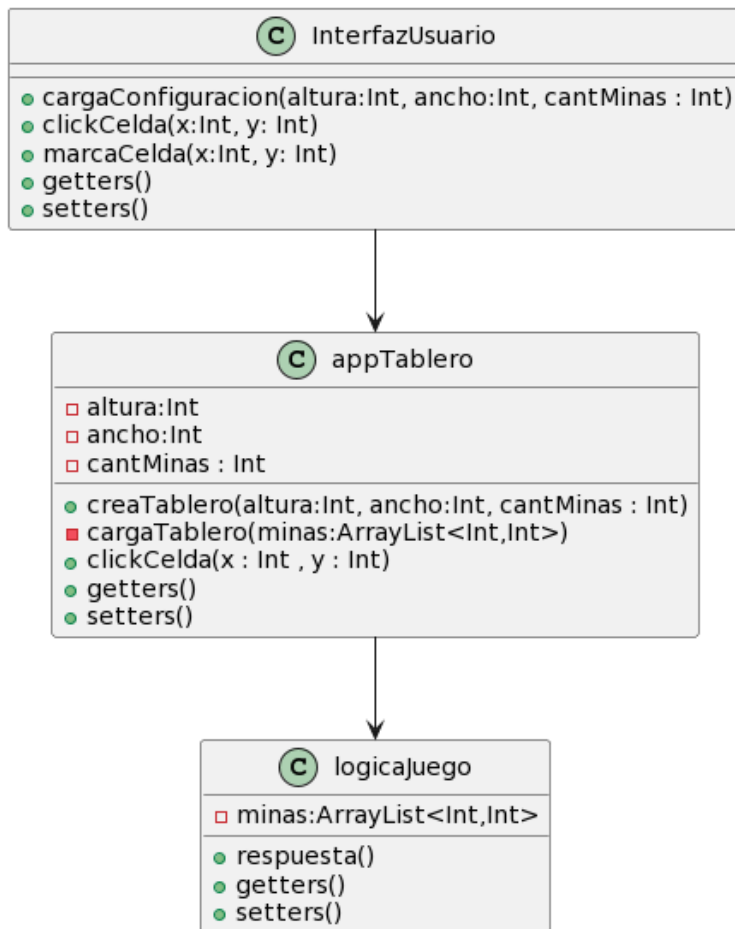 C InterfazUsuario
cargaConfiguracion(altura:Int, ancho:Int, cantMinas : Int)
clickCelda(x:Int, y: Int)
marcaCelda(x:Int, y: Int)
getters()
setters()
C appTablero
altura:Int
ancho:Int
cantMinas : Int
creaTablero(altura:Int, ancho:Int, cantMinas : Int)
cargaTablero(minas:ArrayList<Int,Int>)
clickCelda(x : Int , y : Int)
getters()
setters()
C logicaJuego
minas:ArrayList<Int,Int>
respuesta()
getters()
setters()